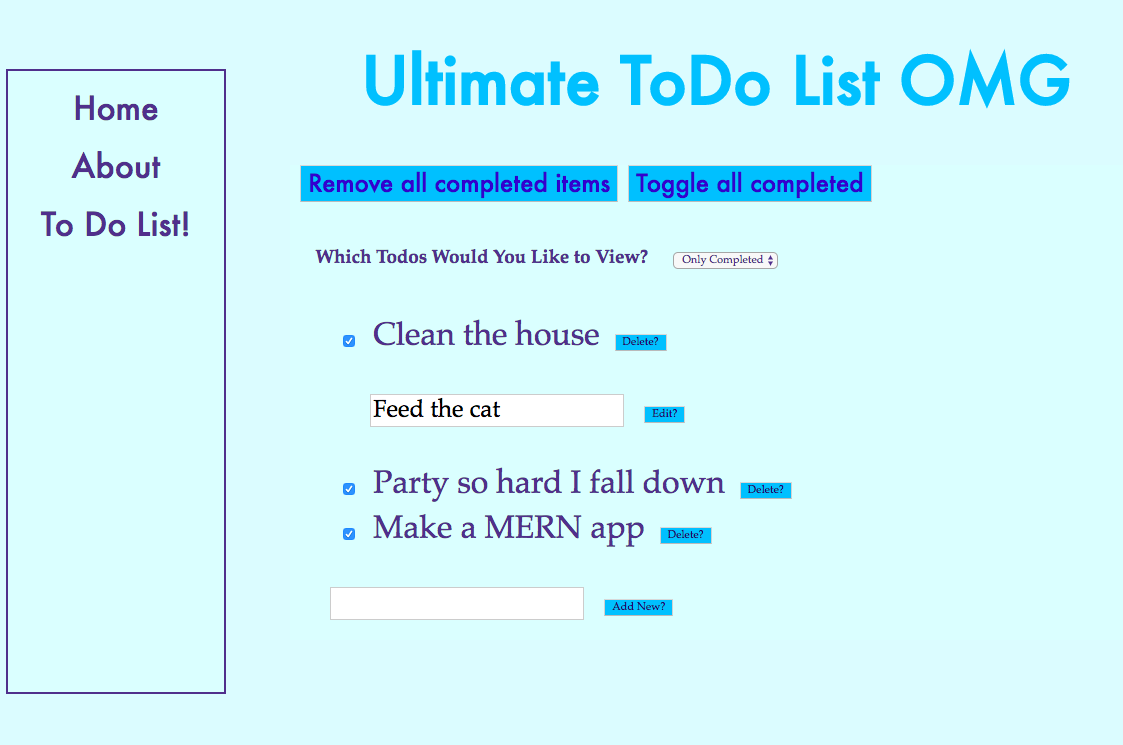 Ultimate ToDo List OMG
Home
About
To Do List!
Remove all completed items Toggle all completed
Which Todos Would You Like to View? Only Completed
Clean the house Delete?
Feed the cat Edit?
Party so hard I fall down Delete?
Make a MERN app Delete?
Add New?